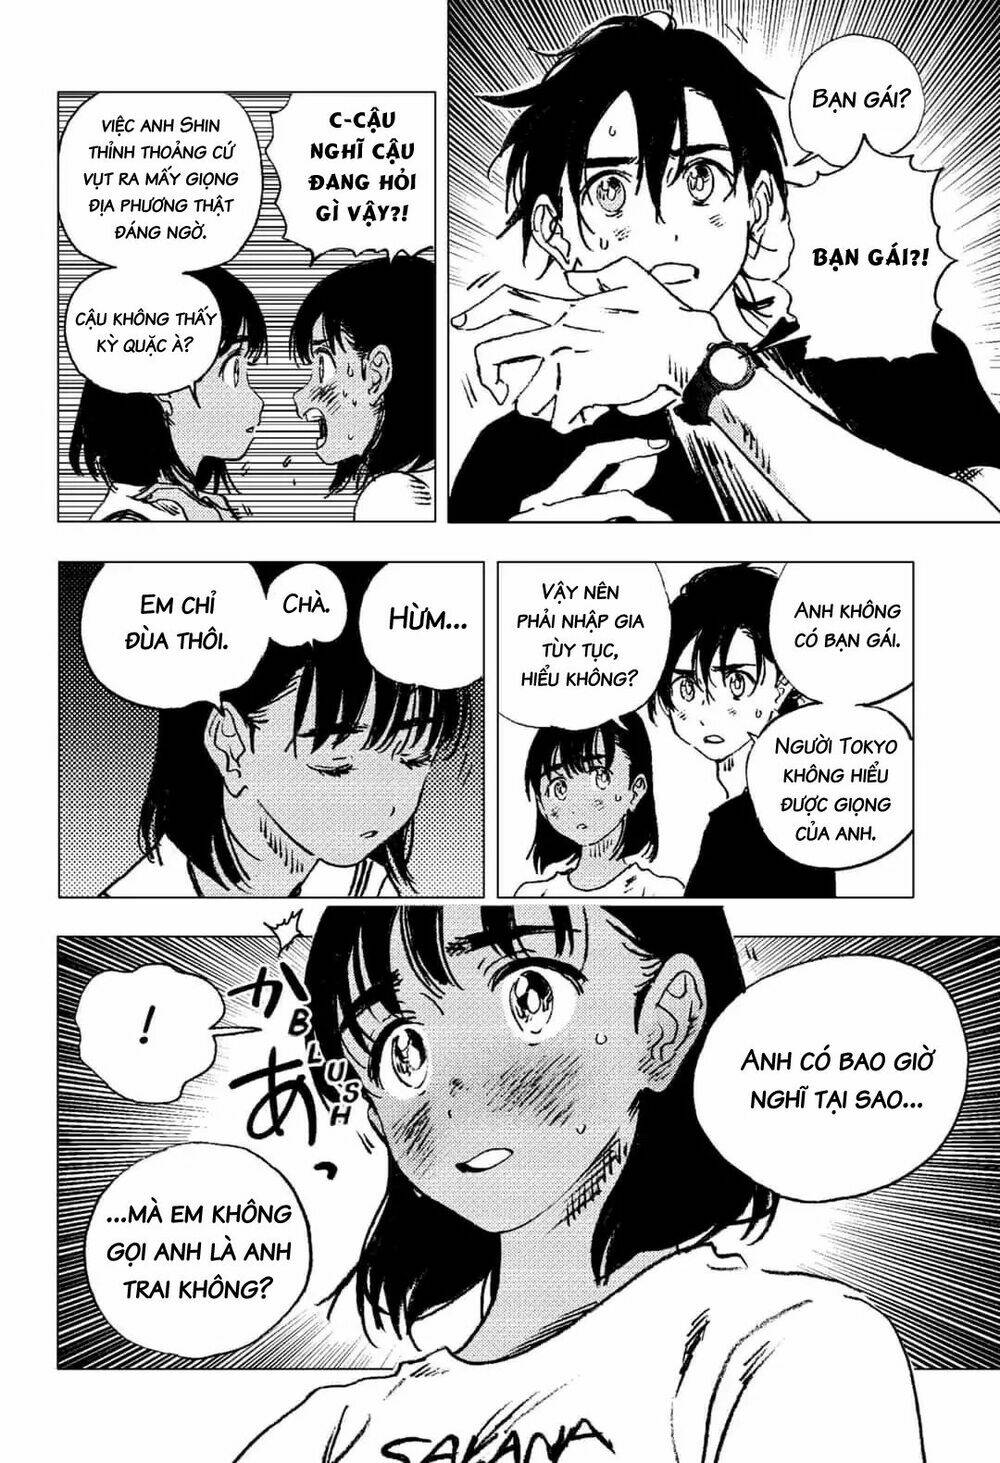 BẠN GÁI?
BẠN GÁI?!
C-CẬU
NGHĨ CẬU
ĐANG HỎI
GÌ VẬY?!
VIỆC ANH SHIN
THỈNH THOẢNG CỨ
VỤT RA MẤY GIỌNG
ĐỊA PHƯƠNG THẬT
ĐÁNG NGỜ.
CẬU KHÔNG THẤY
KỲ QUẶC À?
ANH KHÔNG
CÓ BẠN GÁI.
NGƯỜI TOKYO
KHÔNG HIỂU
ĐƯỢC GIỌNG
CỦA ANH.
VẬY NÊN
PHẢI NHẬP GIA
TÙY TỤC,
HIỂU KHÔNG?
HỪM...
CHÀ.
EM CHỈ
ĐÙA THÔI.
ANH CÓ BAO GIỜ
NGHĨ TẠI SAO...
かあっ
BLUSH
!
...MÀ EM KHÔNG
GỌI ANH LÀ ANH
TRAI KHÔNG?
SAKANA